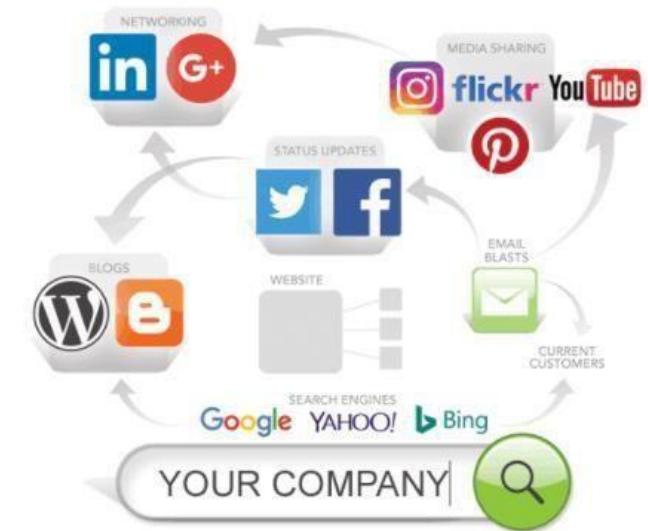 NETWORKING
in G+
MEDIA SHARING
flickr YouTube
STATUS UPDATES
f
EMAIL
BLASTS
BLOGS
W B
WEBSITE
CURRENT
CUSTOMERS
SEARCH ENGINES
Google YAHOO! Bing
YOUR COMPANY